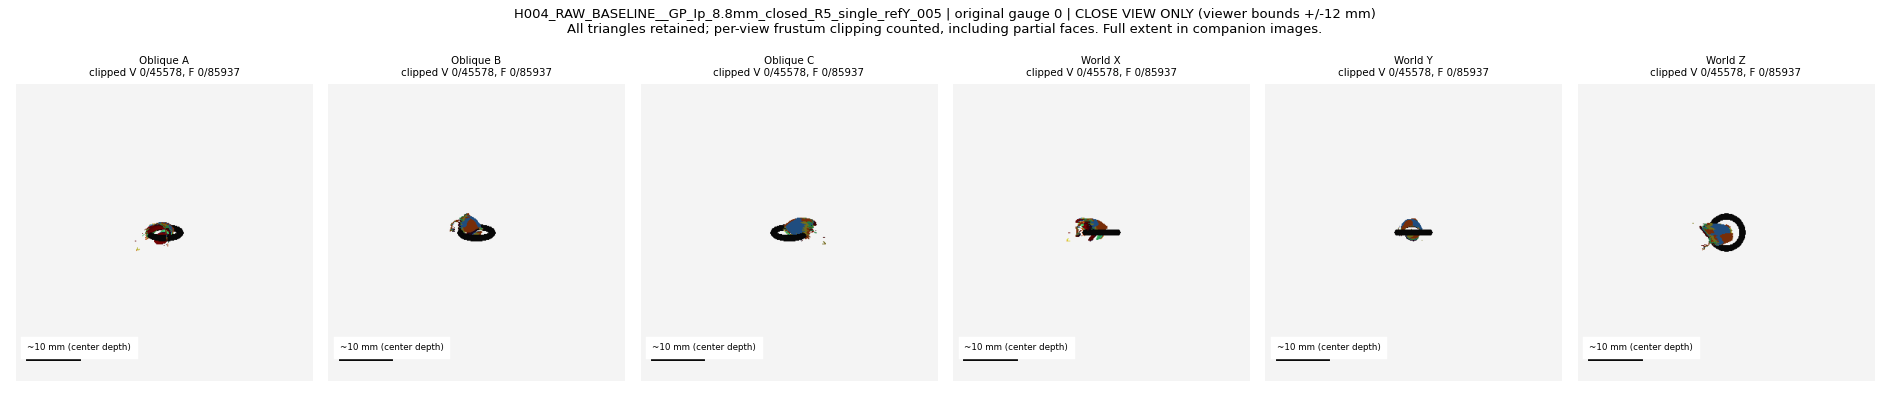 H004_RAW_BASELINE__GP_Ip_8.8mm_closed_R5_single_refY_005 | original gauge 0 | CLOSE VIEW ONLY (viewer bounds +/-12 mm)
All triangles retained; per-view frustum clipping counted, including partial faces. Full extent in companion images.
Oblique A
clipped V 0/45578, F 0/85937
Oblique B
clipped V 0/45578, F 0/85937
Oblique C
clipped V 0/45578, F 0/85937
World X
clipped V 0/45578, F 0/85937
World Y
clipped V 0/45578, F 0/85937
World Z
clipped V 0/45578, F 0/85937
~10 mm (center depth)
~10 mm (center depth)
~10 mm (center depth)
~10 mm (center depth)
~10 mm (center depth)
~10 mm (center depth)